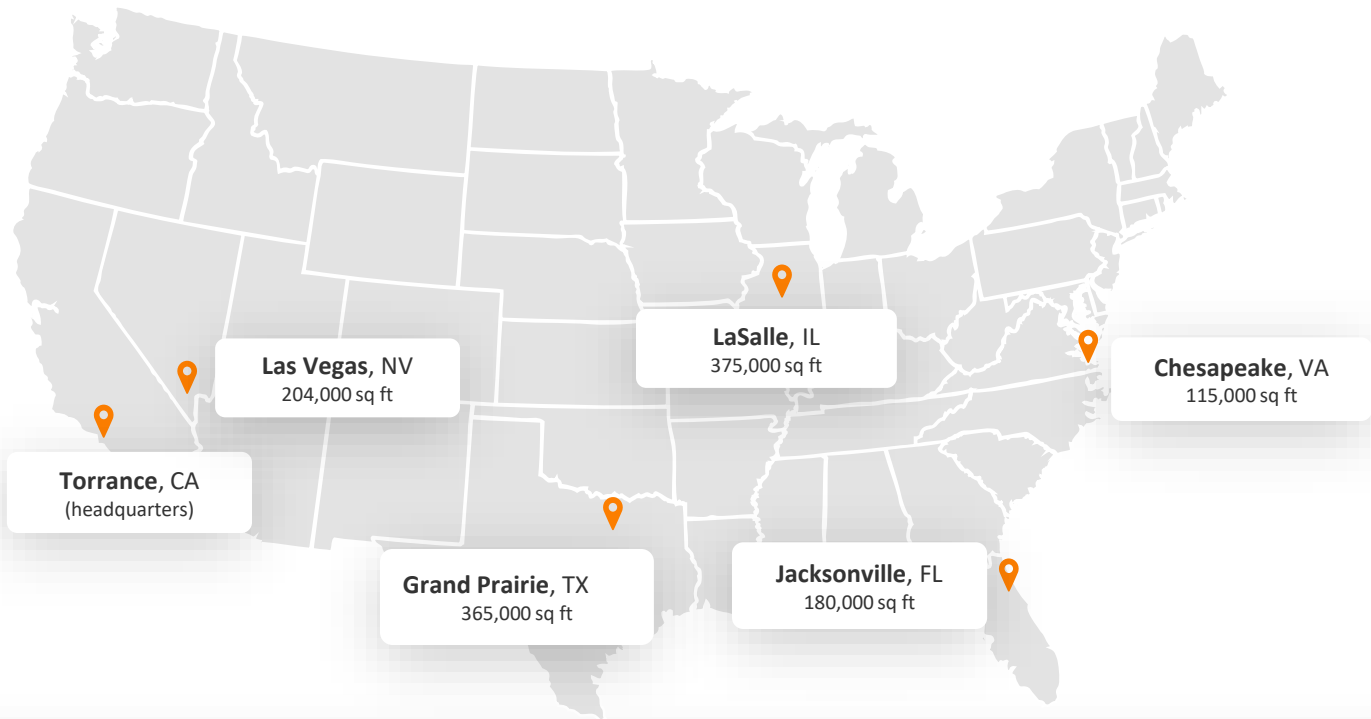 LaSalle, IL
375,000 sq ft
Las Vegas, NV
204,000 sq ft
Chesapeake, VA
115,000 sq ft
Torrance, CA
(headquarters)
Grand Prairie, TX
365,000 sq ft
Jacksonville, FL
180,000 sq ft